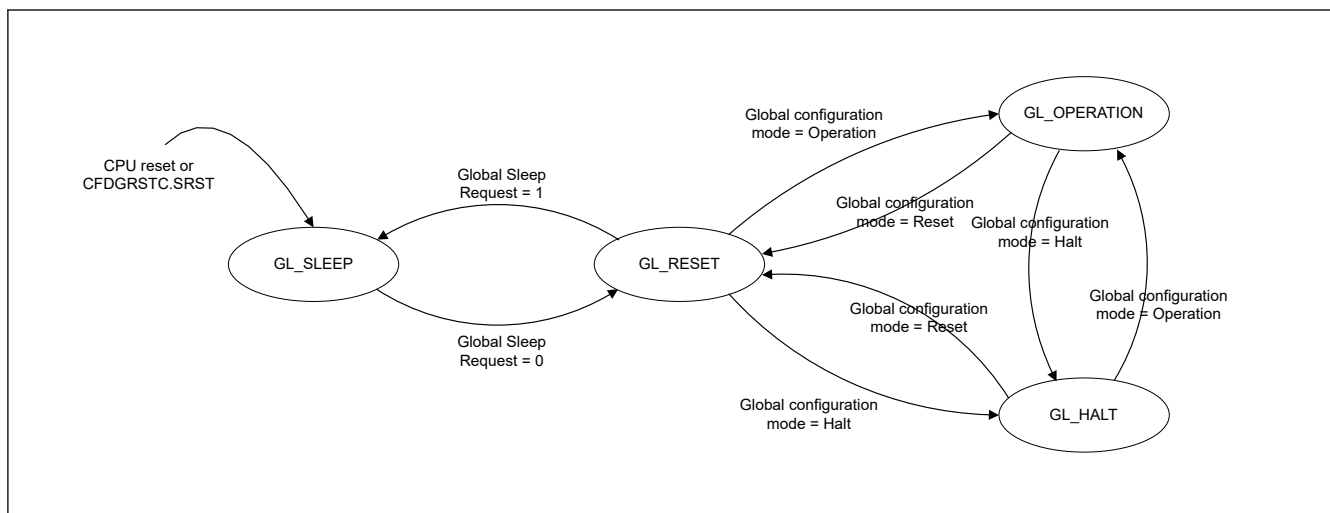 GL_OPERATION
Global configuration
mode = Operation
CPU reset or
CFDGRSTC.SRST
Global Sleep
Request = 1
Global configuration
mode = Reset
Global configuration
mode = Halt
GL_SLEEP
GL_RESET
Global configuration
mode = Reset
Global configuration
mode = Operation
Global Sleep
Request = 0
Global configuration
mode = Halt
GL_HALT